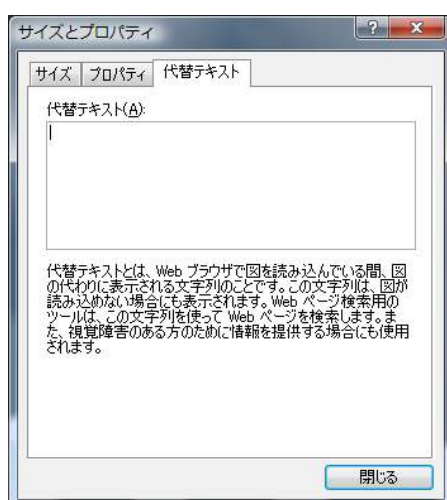 サイズとプロパティ
サイズ プロパティ 代替テキスト
代替テキスト(A):
代替テキストとは、Web ブラウザで図を読み込んでいる間、図
の代わりに表示される文字列のことです。この文字列は、図が
読み込めない場合にも表示されます。Web ページ検索用の
ツールは、この文字列を使って Web ページを検索します。ま
た、視覚障害のある方のために情報を提供する場合にも使用
されます。
閉じる